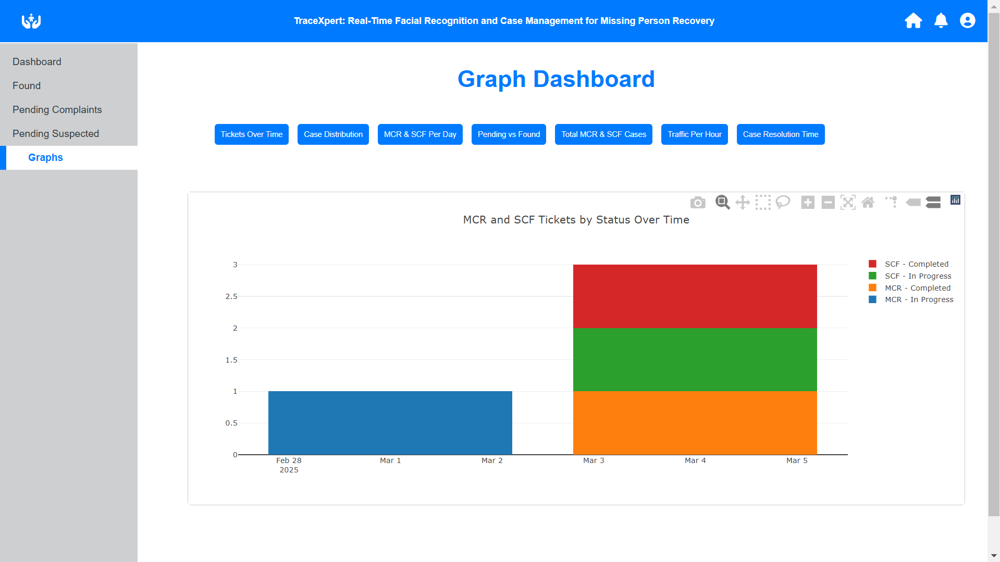 TraceXpert: Real-Time Facial Recognition and Case Management for Missing Person Recovery
Dashboard
Found
Pending Complaints
Pending Suspected
Graphs
Graph Dashboard
Tickets Over Time
Case Distribution
MCR & SCF Per Day
Pending vs Found
Total MCR & SCF Cases
Traffic Per Hour
Case Resolution Time
MCR and SCF Tickets by Status Over Time
3
2.5
2
1.5
1
0.5
0
Feb 28
2025
Mar 1
Mar 2
Mar 3
Mar 4
Mar 5
SCF - Completed
SCF - In Progress
MCR - Completed
MCR - In Progress